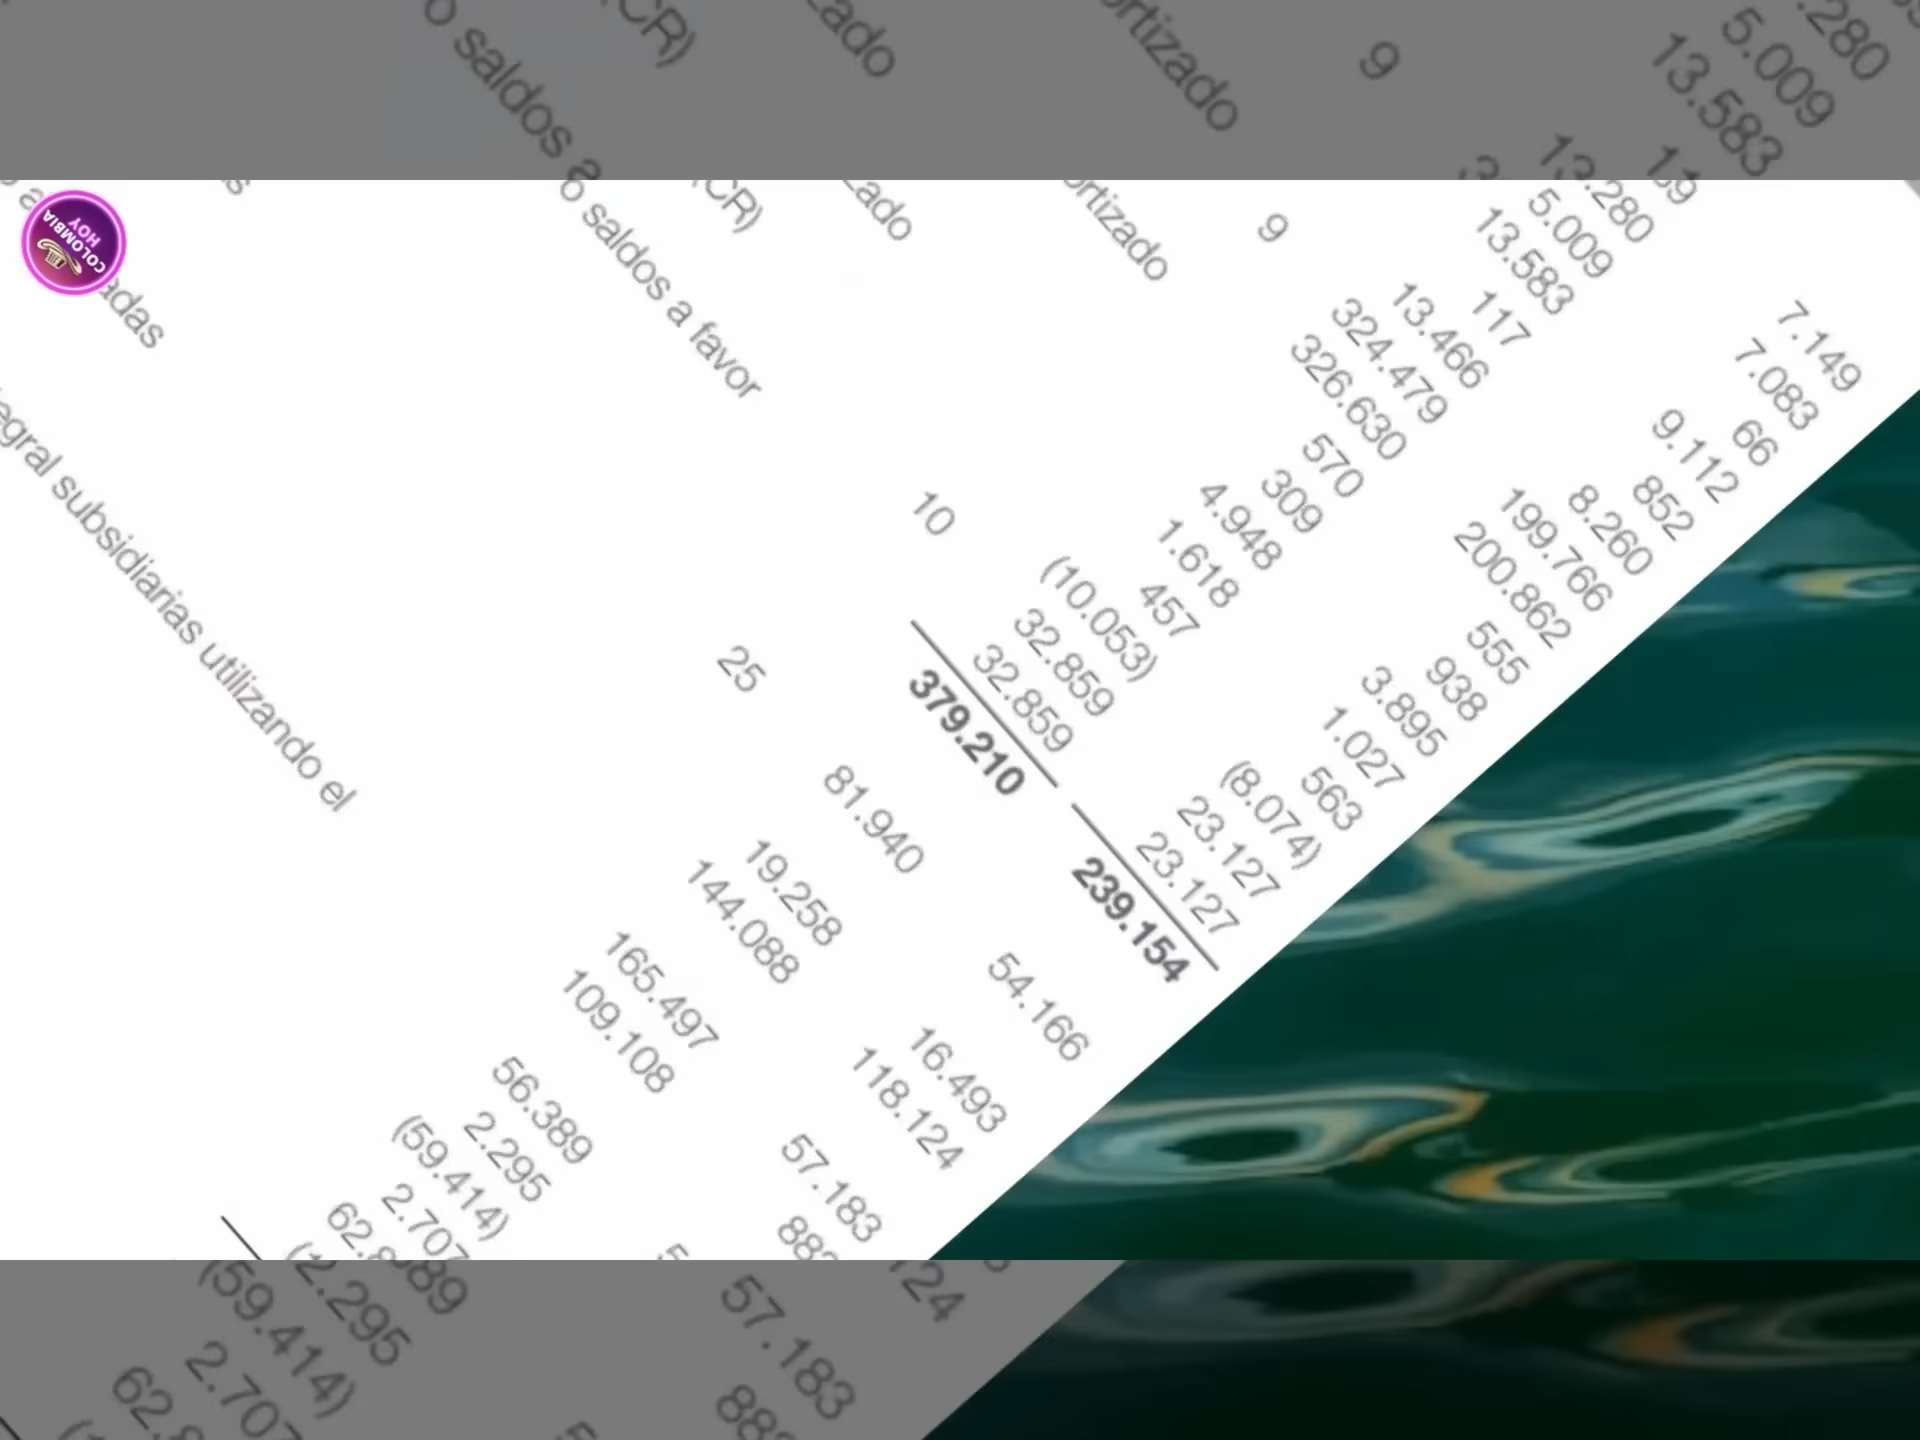 19 7.149
13.280 7.083
5.009 66
13.583 9.112
117 852
13.466 8.260
9 324.479 199.766
326.630 200.862
ortizado 570 555
309 938
4.948 3.895
zado 1.618 1.027
457 563
(CR) (10.053) (8.074)
10 32.859 23.127
o saldos a favor 32.859 23.127
379.210 239.154
25 81.940 54.166
19.258 16.493
144.088 118.124
adas
165.497 57.183
109.108
egral subsidiarias utilizando el
56.389
2.295
(59.414)
2.707
COLOMBIA
HOY